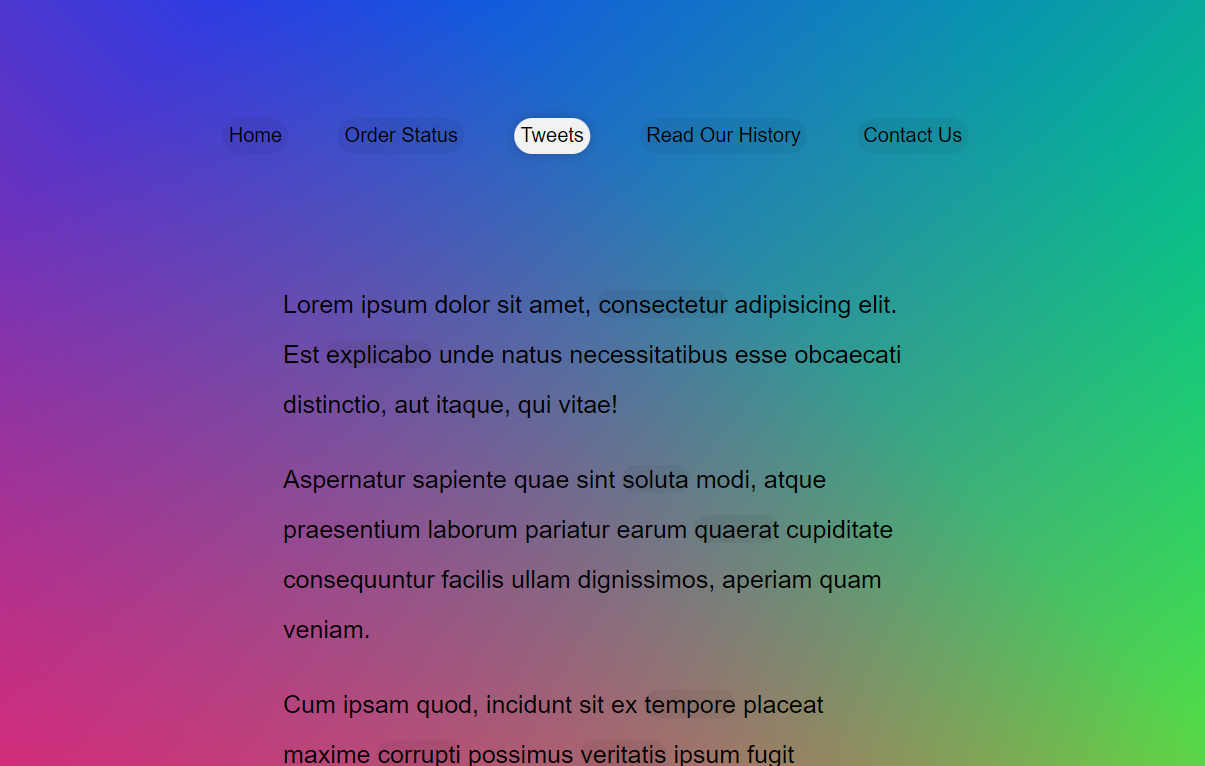 Home Order Status Tweets Read Our History Contact Us
Lorem ipsum dolor sit amet, consectetur adipisicing elit.
Est explicabo unde natus necessitatibus esse obcaecati
distinctio, aut itaque, qui vitae!
Aspernatur sapiente quae sint soluta modi, atque
praesentium laborum pariatur earum quaerat cupiditate
consequuntur facilis ullam dignissimos, aperiam quam
veniam.
Cum ipsam quod, incidunt sit ex tempore placeat
maxime corrupti possimus veritatis ipsum fugit